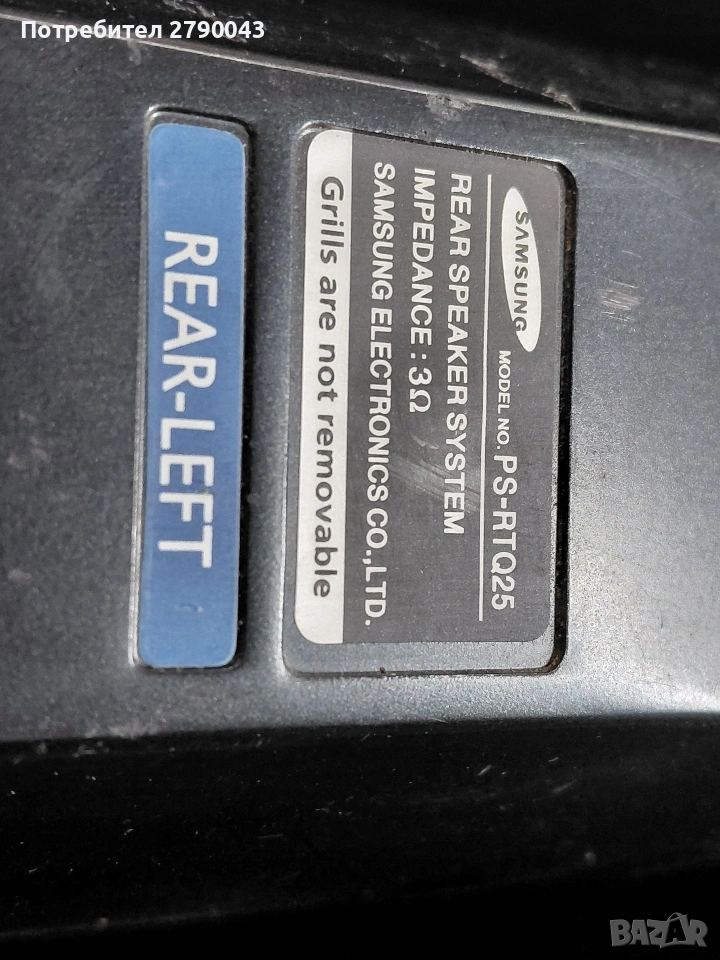 Потребител 2790043
SAMSUNG
MODEL NO. PS-RTQ25
REAR SPEAKER SYSTEM
IMPEDANCE : 3Ω
SAMSUNG ELECTRONICS CO.,LTD.
Grills are not removable
REAR-LEFT
BAZAR